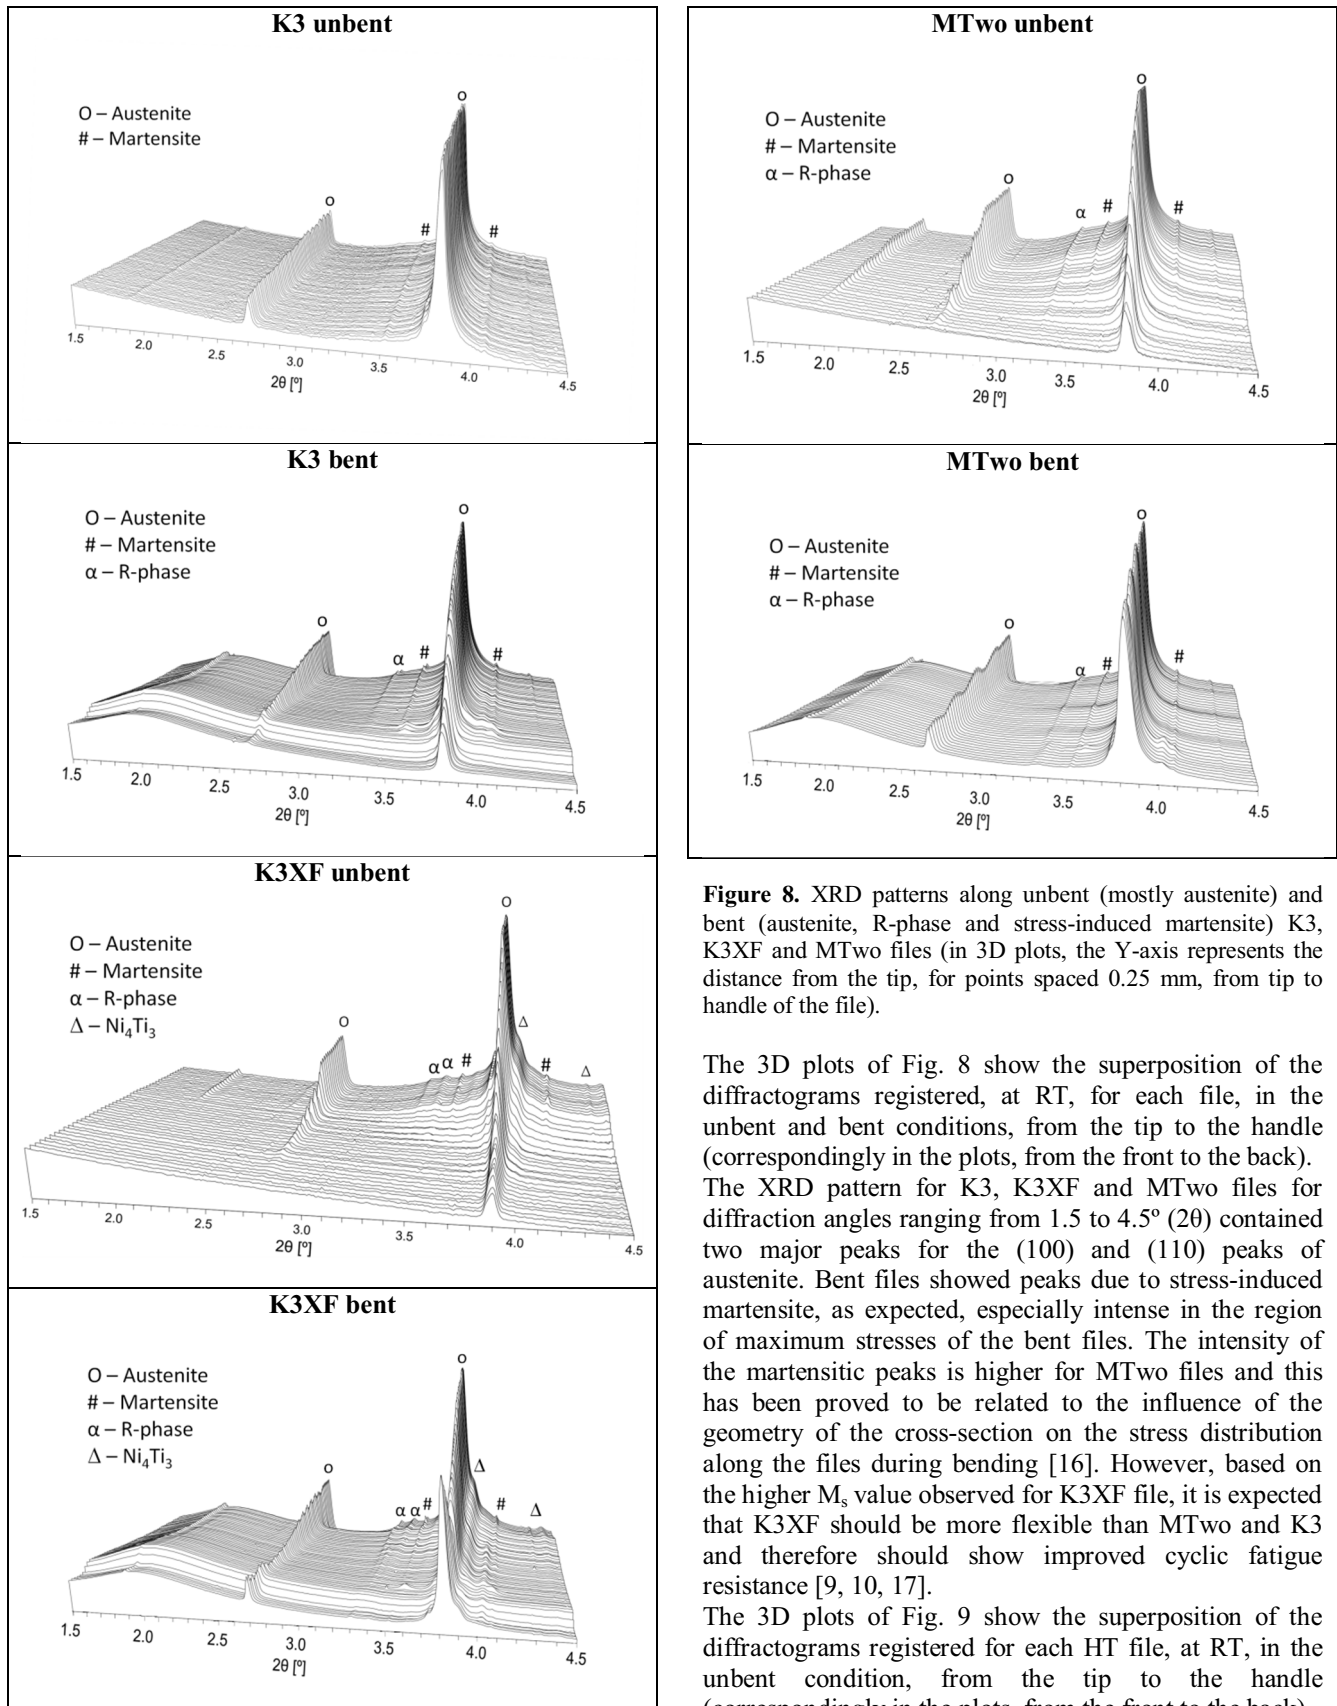 K3 unbent
O – Austenite
# – Martensite
o
o
#
#
1.5
2.0
2.5
3.0
3.5
4.0
4.5
2θ [º]
K3 bent
O – Austenite
# – Martensite
α – R-phase
o
o
α
#
#
1.5
2.0
2.5
3.0
3.5
4.0
4.5
2θ [º]
K3XF unbent
O – Austenite
# – Martensite
α – R-phase
Δ – Ni₄Ti₃
O
O
Δ
α α #
#
Δ
1.5
2.0
2.5
3.0
3.5
4.0
4.5
2θ [º]
K3XF bent
O – Austenite
# – Martensite
α – R-phase
Δ – Ni₄Ti₃
o
o
Δ
α α #
#
Δ
1.5
2.0
2.5
3.0
3.5
4.0
4.5
2θ [º]
MTwo unbent
O – Austenite
# – Martensite
α – R-phase
o
o
α
#
#
1.5
2.0
2.5
3.0
3.5
4.0
4.5
2θ [º]
MTwo bent
O – Austenite
# – Martensite
α – R-phase
o
o
α
#
#
1.5
2.0
2.5
3.0
3.5
4.0
4.5
2θ [º]
Figure 8. XRD patterns along unbent (mostly austenite) and
bent (austenite, R-phase and stress-induced martensite) K3,
K3XF and MTwo files (in 3D plots, the Y-axis represents the
distance from the tip, for points spaced 0.25 mm, from tip to
handle of the file).
The 3D plots of Fig. 8 show the superposition of the
diffractograms registered, at RT, for each file, in the
unbent and bent conditions, from the tip to the handle
(correspondingly in the plots, from the front to the back).
The XRD pattern for K3, K3XF and MTwo files for
diffraction angles ranging from 1.5 to 4.5º (2θ) contained
two major peaks for the (100) and (110) peaks of
austenite. Bent files showed peaks due to stress-induced
martensite, as expected, especially intense in the region
of maximum stresses of the bent files. The intensity of
the martensitic peaks is higher for MTwo files and this
has been proved to be related to the influence of the
geometry of the cross-section on the stress distribution
along the files during bending [16]. However, based on
the higher Mₛ value observed for K3XF file, it is expected
that K3XF should be more flexible than MTwo and K3
and therefore should show improved cyclic fatigue
resistance [9, 10, 17].
The 3D plots of Fig. 9 show the superposition of the
diffractograms registered for each HT file, at RT, in the
unbent condition, from the tip to the handle
(correspondingly in the plots, from the front to the back)